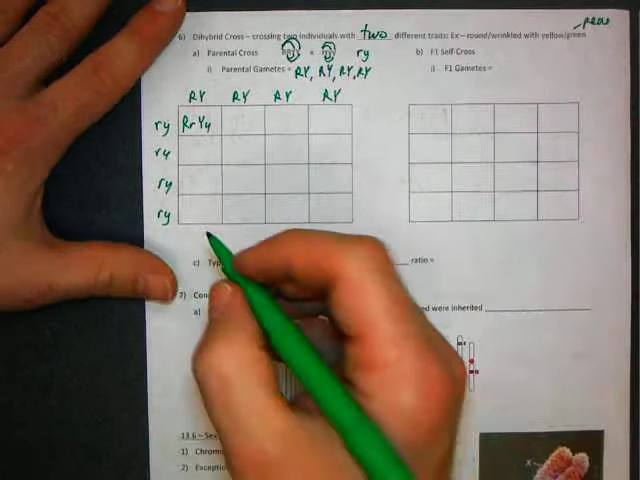 - peas
6) Dihybrid Cross – crossing two individuals with two different traits: Ex – round/wrinkled with yellow/green
a) Parental Cross RRYY x rryy ry b) F1 Self-Cross
i) Parental Gametes = RY, RY, RY, RY i) F1 Gametes =
RY RY RY RY
ry RrYy
ry
ry
ry
c) Typ ratio =
7) Con
a) ed were inherited
13.6 – Se
1) Chromo
2) Exceptio
X